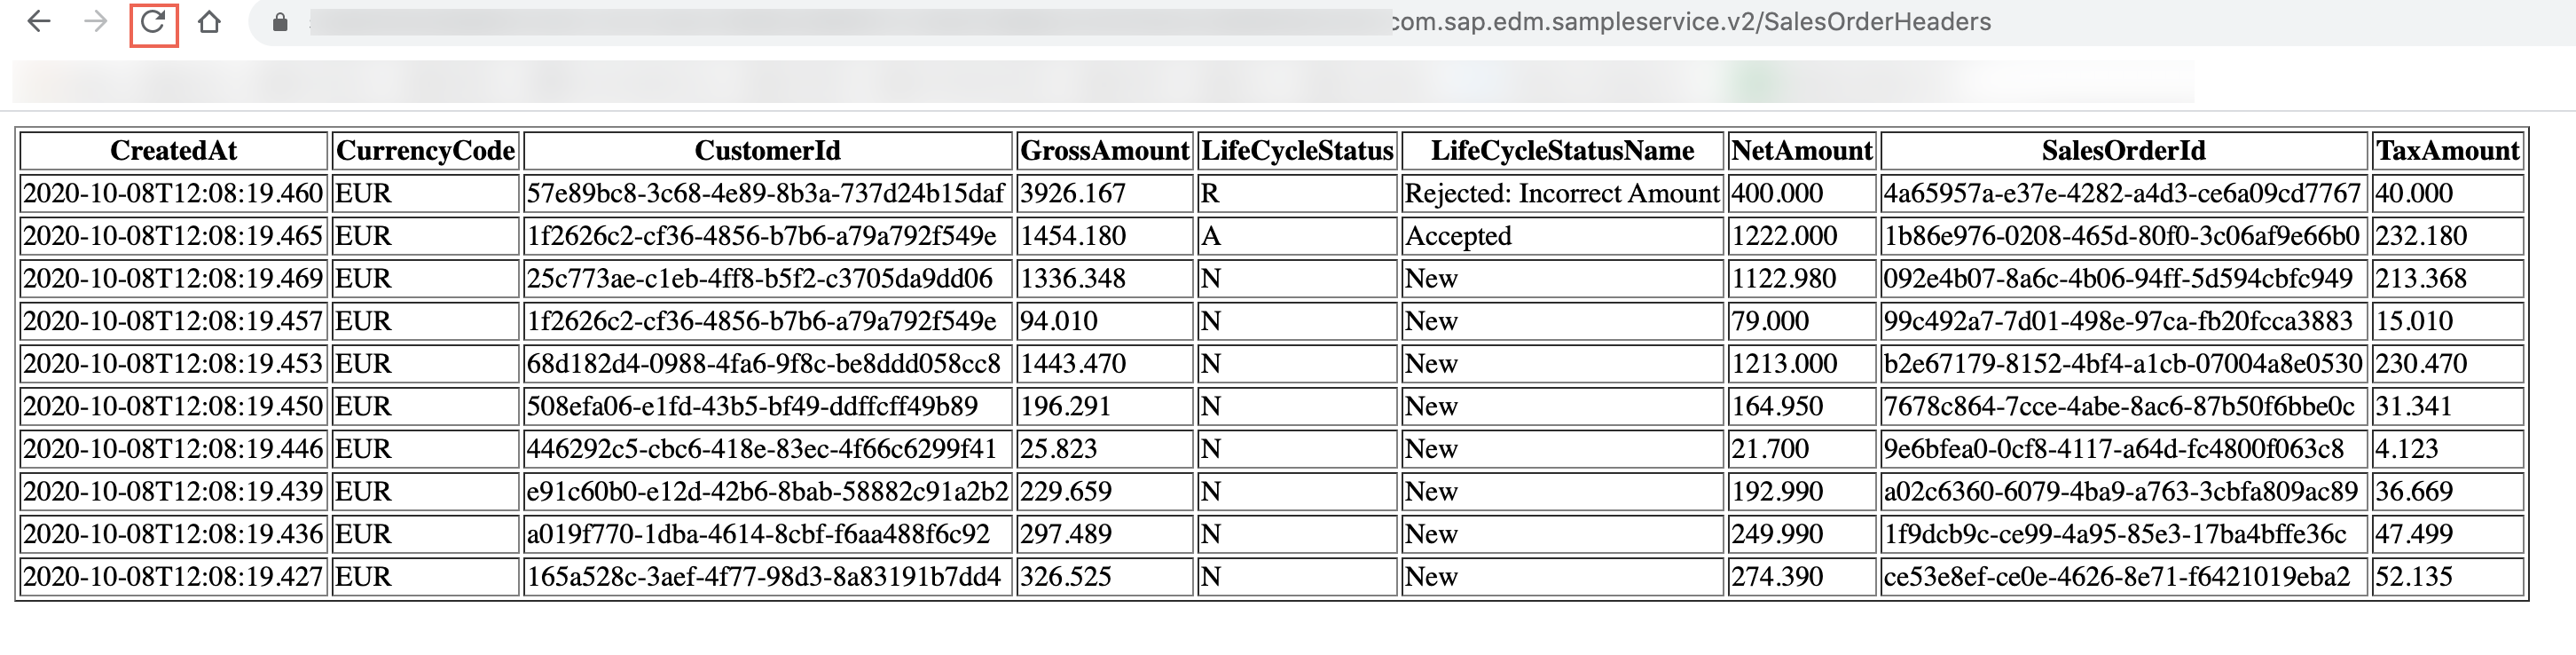 com.sap.edm.sampleservice.v2/SalesOrderHeaders
CreatedAt CurrencyCode CustomerId GrossAmount LifeCycleStatus LifeCycleStatusName NetAmount SalesOrderId TaxAmount
2020-10-08T12:08:19.460 EUR 57e89bc8-3c68-4e89-8b3a-737d24b15daf 3926.167 R Rejected: Incorrect Amount 400.000 4a65957a-e37e-4282-a4d3-ce6a09cd7767 40.000
2020-10-08T12:08:19.465 EUR 1f2626c2-cf36-4856-b7b6-a79a792f549e 1454.180 A Accepted 1222.000 1b86e976-0208-465d-80f0-3c06af9e66b0 232.180
2020-10-08T12:08:19.469 EUR 25c773ae-c1eb-4ff8-b5f2-c3705da9dd06 1336.348 N New 1122.980 092e4b07-8a6c-4b06-94ff-5d594cbfc949 213.368
2020-10-08T12:08:19.457 EUR 1f2626c2-cf36-4856-b7b6-a79a792f549e 94.010 N New 79.000 99c492a7-7d01-498e-97ca-fb20fcca3883 15.010
2020-10-08T12:08:19.453 EUR 68d182d4-0988-4fa6-9f8c-be8ddd058cc8 1443.470 N New 1213.000 b2e67179-8152-4bf4-a1cb-07004a8e0530 230.470
2020-10-08T12:08:19.450 EUR 508efa06-e1fd-43b5-bf49-ddffcff49b89 196.291 N New 164.950 7678c864-7cce-4abe-8ac6-87b50f6bbe0c 31.341
2020-10-08T12:08:19.446 EUR 446292c5-cbc6-418e-83ec-4f66c6299f41 25.823 N New 21.700 9e6bfea0-0cf8-4117-a64d-fc4800f063c8 4.123
2020-10-08T12:08:19.439 EUR e91c60b0-e12d-42b6-8bab-58882c91a2b2 229.659 N New 192.990 a02c6360-6079-4ba9-a763-3cbfa809ac89 36.669
2020-10-08T12:08:19.436 EUR a019f770-1dba-4614-8cbf-f6aa488f6c92 297.489 N New 249.990 1f9dcb9c-ce99-4a95-85e3-17ba4bffe36c 47.499
2020-10-08T12:08:19.427 EUR 165a528c-3aef-4f77-98d3-8a83191b7dd4 326.525 N New 274.390 ce53e8ef-ce0e-4626-8e71-f6421019eba2 52.135